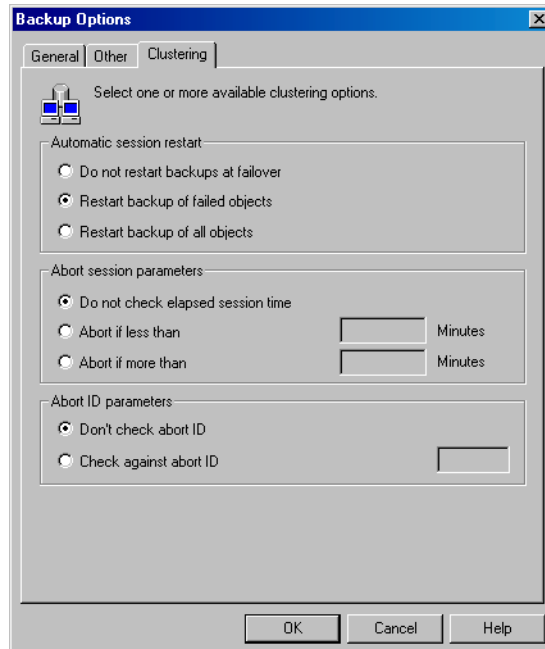 Backup Options
General Other Clustering
Select one or more available clustering options.
Automatic session restart
Do not restart backups at failover
Restart backup of failed objects
Restart backup of all objects
Abort session parameters
Do not check elapsed session time
Abort if less than Minutes
Abort if more than Minutes
Abort ID parameters
Don't check abort ID
Check against abort ID
OK Cancel Help